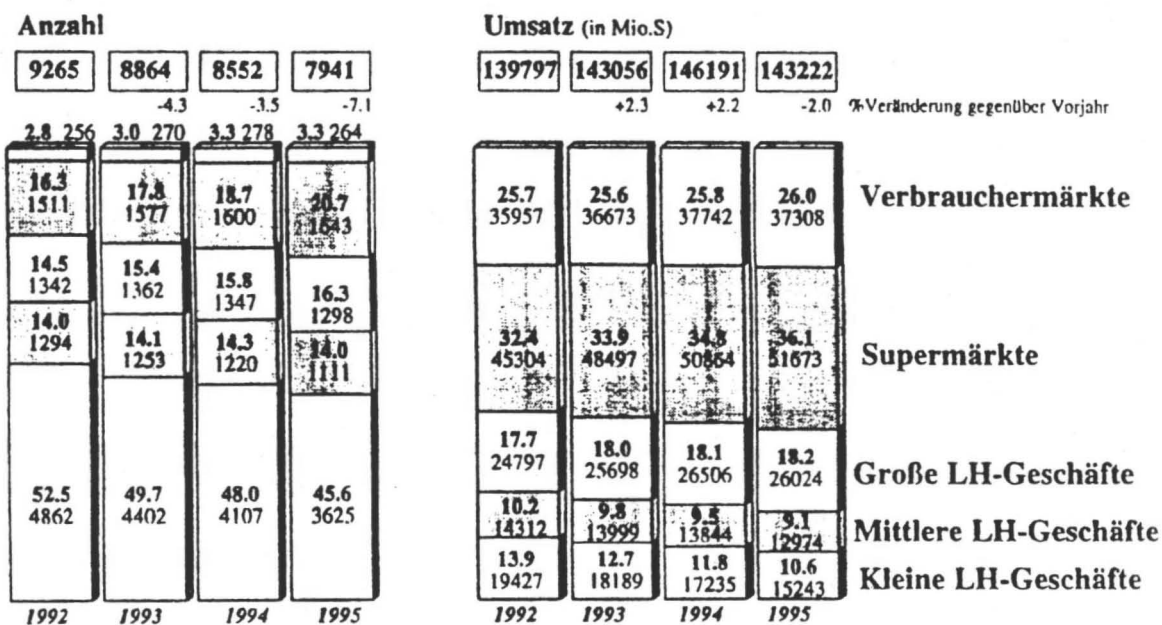 Anzahl
Umsatz (in Mio.S)
9265 8864 8552 7941
139797 143056 146191 143222
-4.3 -3.5 -7.1
+2.3 +2.2 -2.0 %Veränderung gegenüber Vorjahr
2.8 256 3.0 270 3.3 278 3.3 264
16.3 17.8 18.7 20.7
1511 1577 1600 1643
14.5 15.4 15.8 16.3
1342 1362 1347 1298
14.0 14.1 14.3 14.0
1294 1253 1220 1111
52.5 49.7 48.0 45.6
4862 4402 4107 3625
1992 1993 1994 1995
25.7 25.6 25.8 26.0
35957 36673 37742 37308
Verbrauchermärkte
32.4 33.9 34.8 36.1
45304 48497 50864 51673
Supermärkte
17.7 18.0 18.1 18.2
24797 25698 26506 26024
Große LH-Geschäfte
10.2 9.8 9.5 9.1
14312 13999 13844 12974
Mittlere LH-Geschäfte
13.9 12.7 11.8 10.6
19427 18189 17235 15243
Kleine LH-Geschäfte
1992 1993 1994 1995